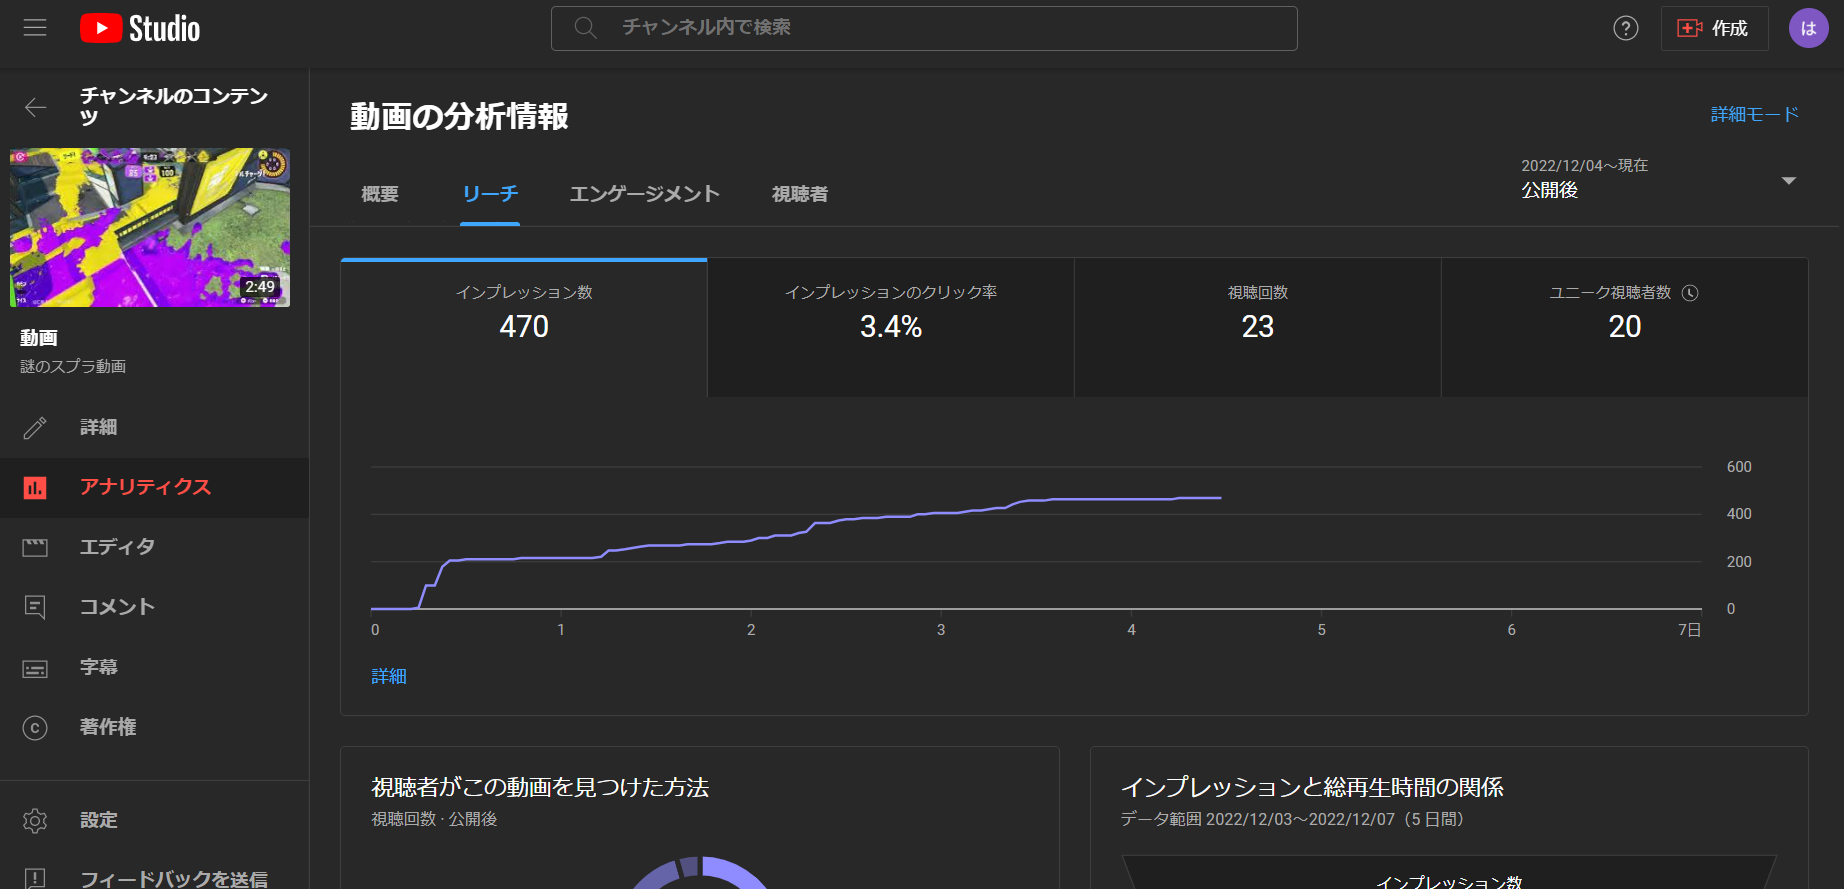 Studio
チャンネル内で検索
?
作成
は
チャンネルのコンテン
ツ
2:49
動画
謎のスプラ動画
詳細
アナリティクス
エディタ
コメント
字幕
著作権
設定
フィードバックを送信
動画の分析情報
詳細モード
概要
リーチ
エンゲージメント
視聴者
2022/12/04～現在
公開後
インプレッション数
470
インプレッションのクリック率
3.4%
視聴回数
23
ユニーク視聴者数
20
600
400
200
0
0 1 2 3 4 5 6 7日
詳細
視聴者がこの動画を見つけた方法
視聴回数 · 公開後
インプレッションと総再生時間の関係
データ範囲 2022/12/03～2022/12/07（5 日間）
インプレッション数